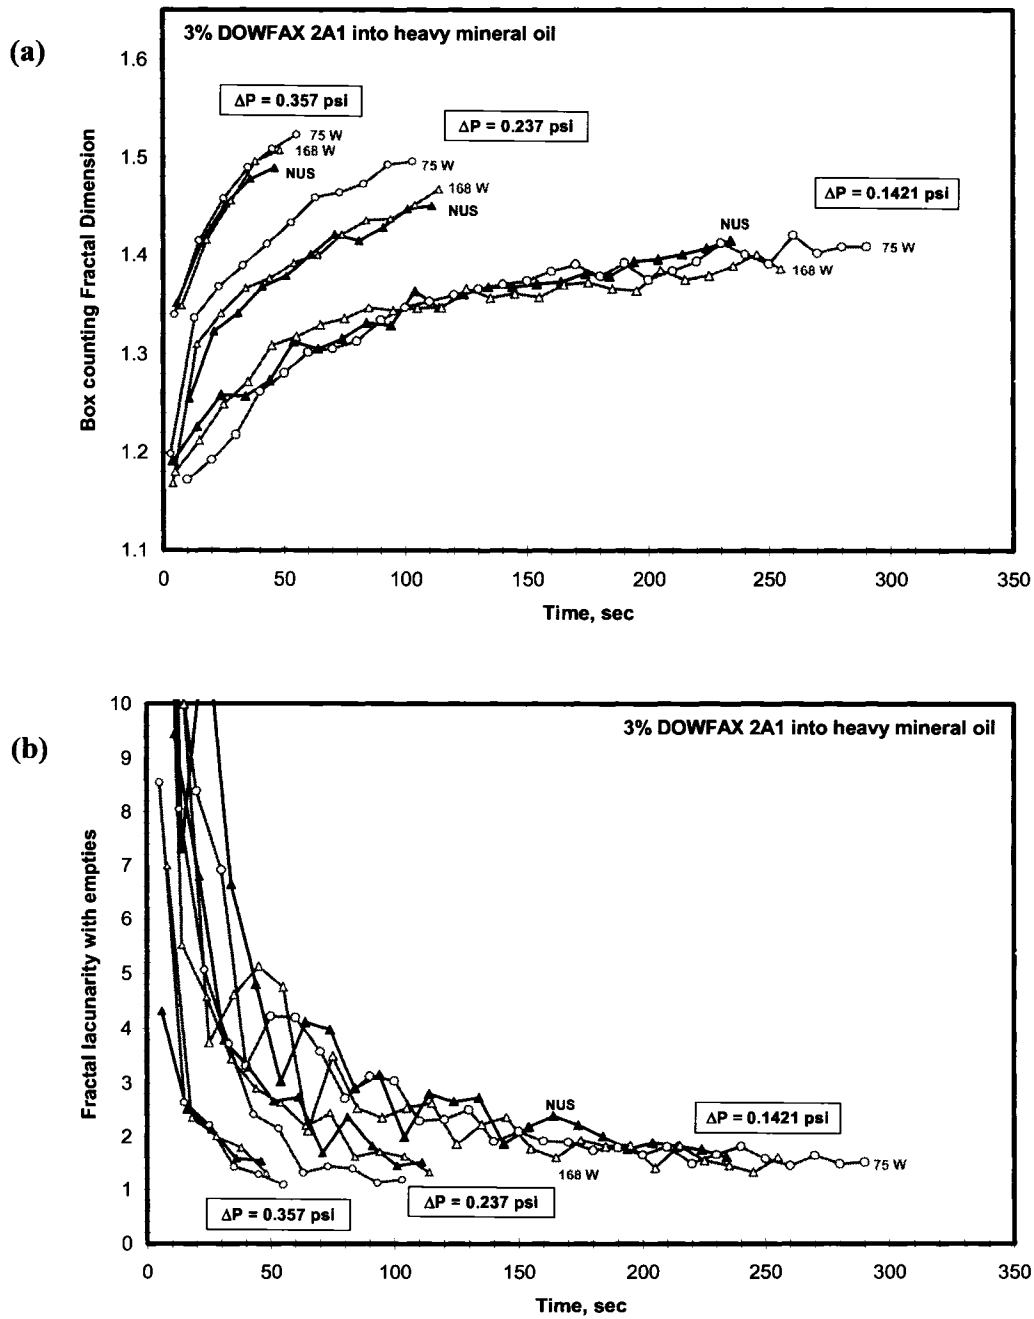 (a)
3% DOWFAX 2A1 into heavy mineral oil
1.6
1.5
1.4
1.3
1.2
1.1
Box counting Fractal Dimension
ΔP = 0.357 psi
75 W
168 W
NUS
ΔP = 0.237 psi
75 W
168 W
NUS
ΔP = 0.1421 psi
NUS
75 W
168 W
0 50 100 150 200 250 300 350
Time, sec
(b)
3% DOWFAX 2A1 into heavy mineral oil
10
9
8
7
6
5
4
3
2
1
0
Fractal lacunarity with empties
NUS
ΔP = 0.1421 psi
168 W
75 W
ΔP = 0.357 psi
ΔP = 0.237 psi
0 50 100 150 200 250 300 350
Time, sec